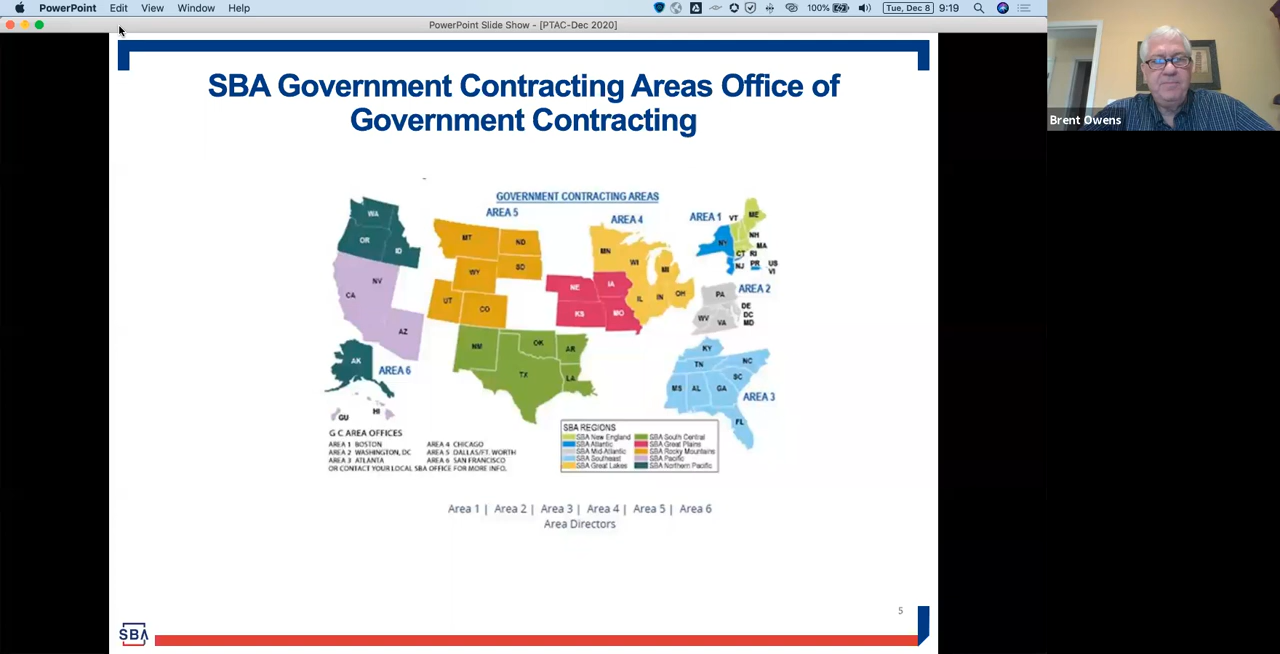 PowerPoint Edit View Window Help
100% Tue, Dec 8 9:19
PowerPoint Slide Show - [PTAC-Dec 2020]
Brent Owens
SBA Government Contracting Areas Office of
Government Contracting
GOVERNMENT CONTRACTING AREAS
AREA 5
AREA 4
AREA 1
AREA 2
AREA 3
AREA 6
WA
OR
ID
NV
CA
AZ
AK
GU
HI
MT
ND
SD
WY
UT
CO
NM
OK
AR
TX
LA
NE
IA
KS
MO
MN
WI
MI
IL
IN
OH
VT
ME
NY
NH
MA
CT
RI
NJ
PR
US
VI
PA
DE
DC
MD
WV
VA
KY
TN
NC
SC
MS
AL
GA
FL
G C AREA OFFICES
AREA 1 BOSTON AREA 4 CHICAGO
AREA 2 WASHINGTON, DC AREA 5 DALLAS/FT. WORTH
AREA 3 ATLANTA AREA 6 SAN FRANCISCO
OR CONTACT YOUR LOCAL SBA OFFICE FOR MORE INFO.
SBA REGIONS
SBA New England SBA South Central
SBA Atlantic SBA Great Plains
SBA Mid-Atlantic SBA Rocky Mountains
SBA Southeast SBA Pacific
SBA Great Lakes SBA Northern Pacific
Area 1 | Area 2 | Area 3 | Area 4 | Area 5 | Area 6
Area Directors
5
SBA